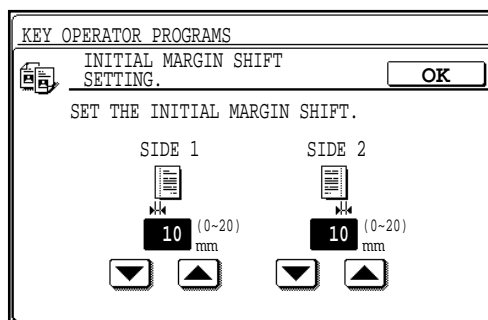 KEY OPERATOR PROGRAMS
INITIAL MARGIN SHIFT
SETTING.
OK
SET THE INITIAL MARGIN SHIFT.
SIDE 1
SIDE 2
10 (0~20) mm
10 (0~20) mm